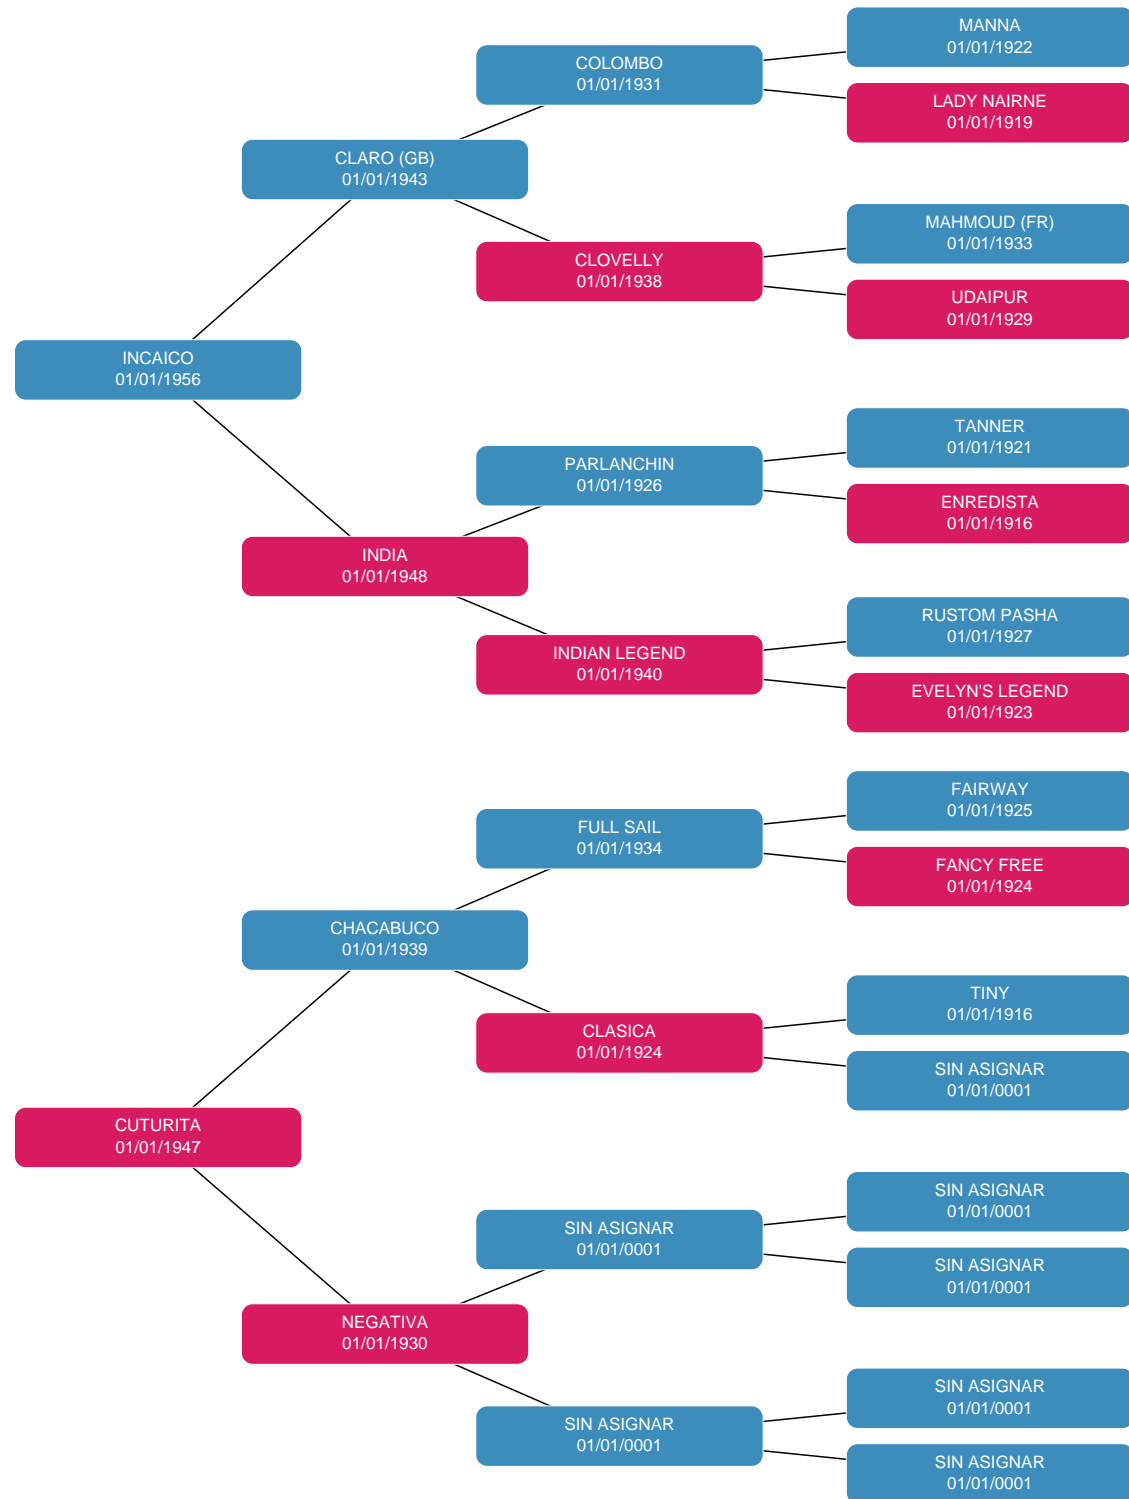 MANNA
01/01/1922
COLOMBO
01/01/1931
LADY NAIRNE
01/01/1919
CLARO (GB)
01/01/1943
MAHMOUD (FR)
01/01/1933
CLOVELLY
01/01/1938
UDAIPUR
01/01/1929
INCAICO
01/01/1956
TANNER
01/01/1921
PARLANCHIN
01/01/1926
ENREDISTA
01/01/1916
INDIA
01/01/1948
RUSTOM PASHA
01/01/1927
INDIAN LEGEND
01/01/1940
EVELYN'S LEGEND
01/01/1923
FAIRWAY
01/01/1925
FULL SAIL
01/01/1934
FANCY FREE
01/01/1924
CHACABUCO
01/01/1939
TINY
01/01/1916
CLASICA
01/01/1924
SIN ASIGNAR
01/01/0001
CUTURITA
01/01/1947
SIN ASIGNAR
01/01/0001
SIN ASIGNAR
01/01/0001
SIN ASIGNAR
01/01/0001
NEGATIVA
01/01/1930
SIN ASIGNAR
01/01/0001
SIN ASIGNAR
01/01/0001
SIN ASIGNAR
01/01/0001